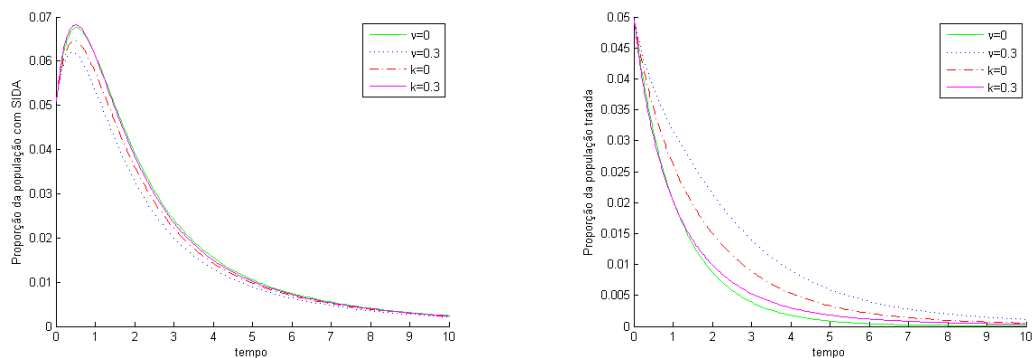 Proporção da população com SIDA
0.07
0.06
0.05
0.04
0.03
0.02
0.01
0
0 1 2 3 4 5 6 7 8 9 10
tempo
v=0
v=0.3
k=0
k=0.3
Proporção da população tratada
0.05
0.045
0.04
0.035
0.03
0.025
0.02
0.015
0.01
0.005
0
0 1 2 3 4 5 6 7 8 9 10
tempo
v=0
v=0.3
k=0
k=0.3